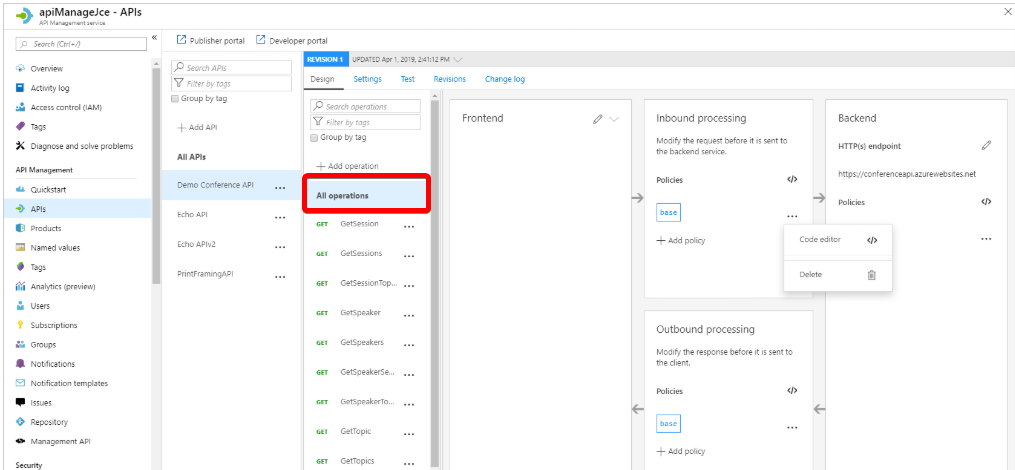 apiManageJce - APIs
API Management service
Search (Ctrl+/)
Overview
Activity log
Access control (IAM)
Tags
Diagnose and solve problems
API Management
Quickstart
APIs
Products
Named values
Tags
Analytics (preview)
Users
Subscriptions
Groups
Notifications
Notification templates
Issues
Repository
Management API
Security
Publisher portal
Developer portal
Search APIs
Filter by tags
Group by tag
Add API
All APIs
Demo Conference API
Echo API
Echo APIv2
PrintFramingAPI
REVISION 1 UPDATED Apr 1, 2019, 2:41:12 PM
Design Settings Test Revisions Change log
Search operations
Filter by tags
Group by tag
Add operation
All operations
GET GetSession
GET GetSessions
GET GetSessionTop...
GET GetSpeaker
GET GetSpeakers
GET GetSpeakerSe...
GET GetSpeakerTo...
GET GetTopic
GET GetTopics
Frontend
Inbound processing
Modify the request before it is sent to
the backend service.
Policies </>
base
Add policy
Code editor </>
Delete
Outbound processing
Modify the response before it is sent to
the client.
Policies </>
base
Add policy
Backend
HTTP(s) endpoint
https://conferenceapi.azurewebsites.net
Policies </>